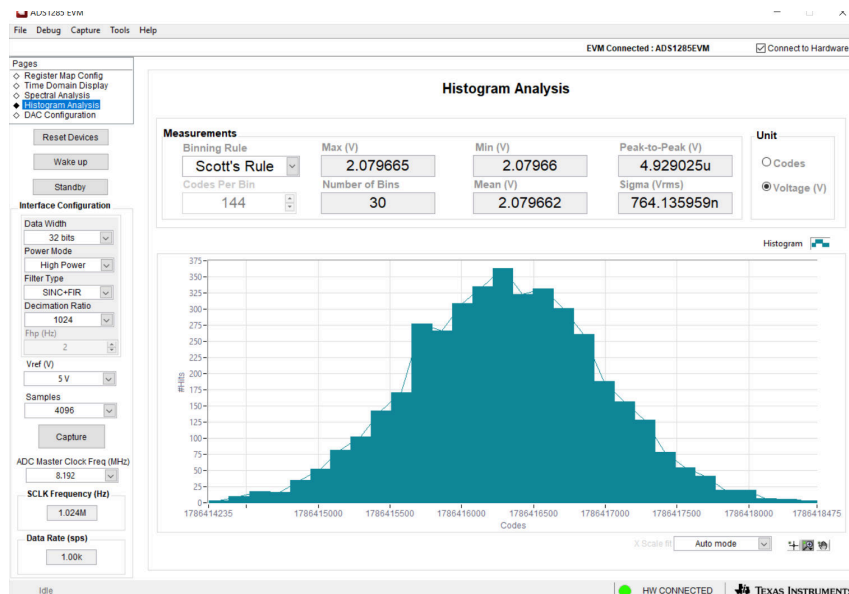 ADS1285 EVM
File Debug Capture Tools Help
EVM Connected : ADS1285EVM
Connect to Hardware
Pages
Register Map Config
Time Domain Display
Spectral Analysis
Histogram Analysis
DAC Configuration
Reset Devices
Wake up
Standby
Interface Configuration
Data Width
32 bits
Power Mode
High Power
Filter Type
SINC+FIR
Decimation Ratio
1024
Fhp (Hz)
2
Vref (V)
5 V
Samples
4096
Capture
ADC Master Clock Freq (MHz)
8.192
SCLK Frequency (Hz)
1.024M
Data Rate (sps)
1.00k
Histogram Analysis
Measurements
Binning Rule Max (V) Min (V) Peak-to-Peak (V)
Scott's Rule 2.079665 2.07966 4.929025u
Codes Per Bin Number of Bins Mean (V) Sigma (Vrms)
144 30 2.079662 764.135959n
Unit
Codes
Voltage (V)
Histogram
375
350
325
300
275
250
225
200
175
150
125
100
75
50
25
0
#Hits
1786414235 1786415000 1786415500 1786416000 1786416500 1786417000 1786417500 1786418000 1786418475
Codes
X Scale fit Auto mode
Idle
HW CONNECTED
TEXAS INSTRUMENTS